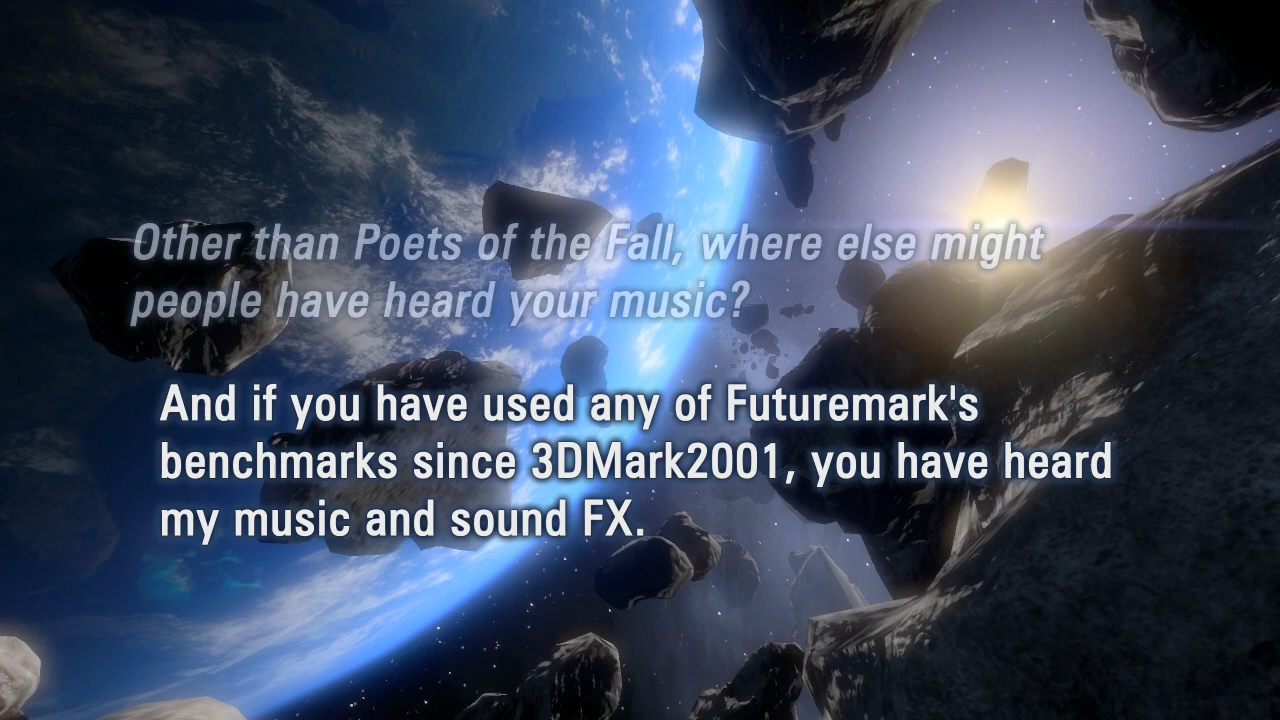 Other than Poets of the Fall, where else might
people have heard your music?
And if you have used any of Futuremark's
benchmarks since 3DMark2001, you have heard
my music and sound FX.